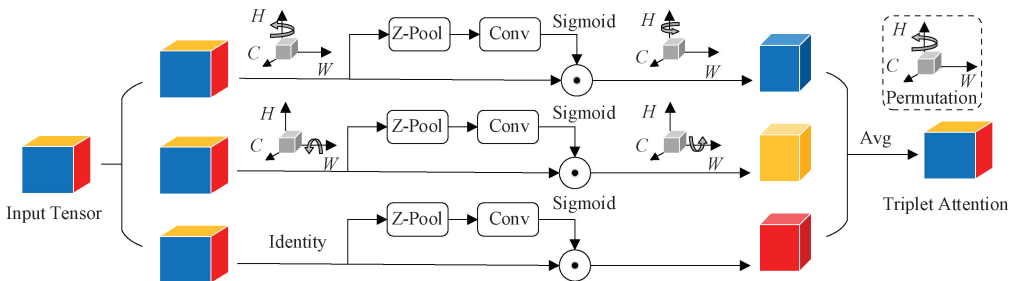 H
C
W
Z-Pool
Conv
Sigmoid
H
C
W
H
C
W
Permutation
H
C
W
Z-Pool
Conv
Sigmoid
H
C
W
Avg
Input Tensor
Triplet Attention
Identity
Z-Pool
Conv
Sigmoid